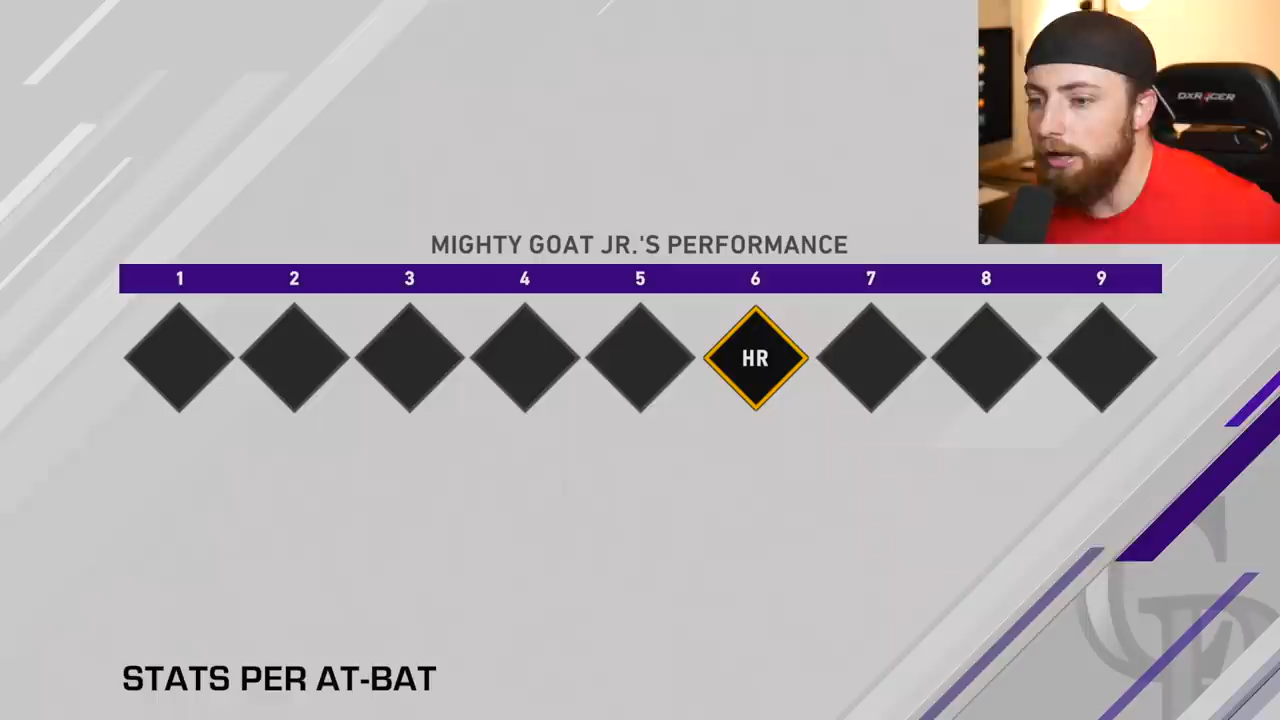 DXRACER
MIGHTY GOAT JR.'S PERFORMANCE
1 2 3 4 5 6 7 8 9
HR
STATS PER AT-BAT